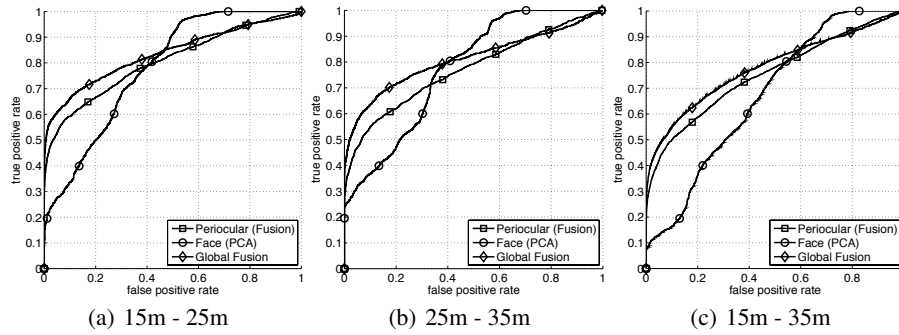 1
0.9
0.8
0.7
0.6
0.5
0.4
0.3
0.2
0.1
0
true positive rate
0 0.2 0.4 0.6 0.8 1
false positive rate
Periocular (Fusion)
Face (PCA)
Global Fusion
(a) 15m - 25m
1
0.9
0.8
0.7
0.6
0.5
0.4
0.3
0.2
0.1
0
true positive rate
0 0.2 0.4 0.6 0.8 1
false positive rate
Periocular (Fusion)
Face (PCA)
Global Fusion
(b) 25m - 35m
1
0.9
0.8
0.7
0.6
0.5
0.4
0.3
0.2
0.1
0
true positive rate
0 0.2 0.4 0.6 0.8
false positive rate
Periocular (Fusion)
Face (PCA)
Global Fusion
(c) 15m - 35m